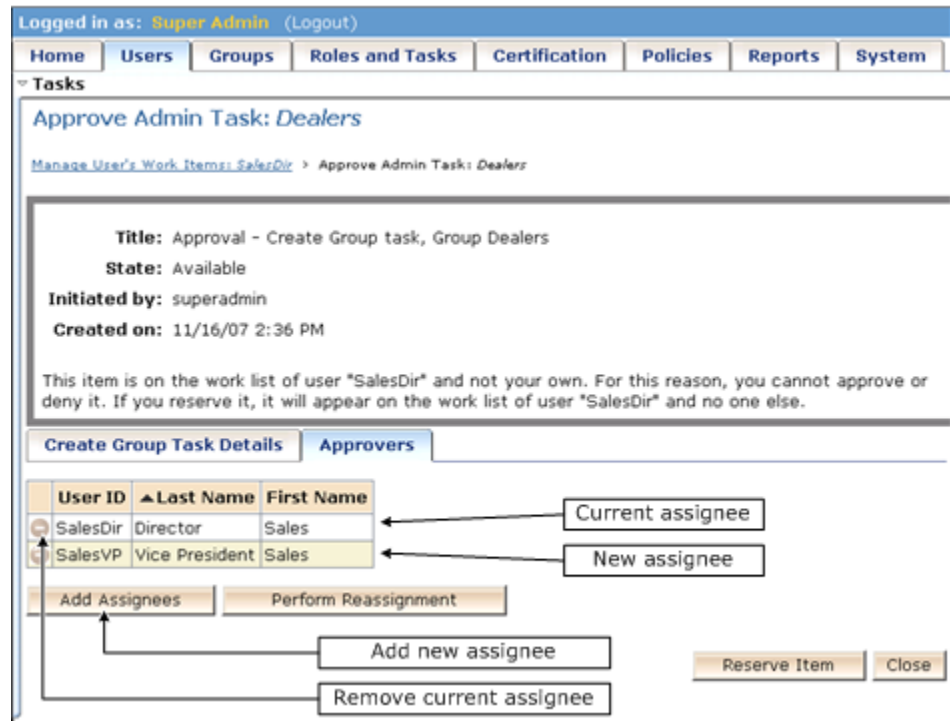 Logged in as: Super Admin (Logout)
Home Users Groups Roles and Tasks Certification Policies Reports System
Tasks
Approve Admin Task: Dealers
Manage User's Work Items: SalesDir > Approve Admin Task: Dealers
Title: Approval - Create Group task, Group Dealers
State: Available
Initiated by: superadmin
Created on: 11/16/07 2:36 PM
This item is on the work list of user "SalesDir" and not your own. For this reason, you cannot approve or
deny it. If you reserve it, it will appear on the work list of user "SalesDir" and no one else.
Create Group Task Details Approvers
User ID Last Name First Name
SalesDir Director Sales
Current assignee
SalesVP Vice President Sales
New assignee
Add Assignees Perform Reassignment
Add new assignee
Reserve Item Close
Remove current assignee